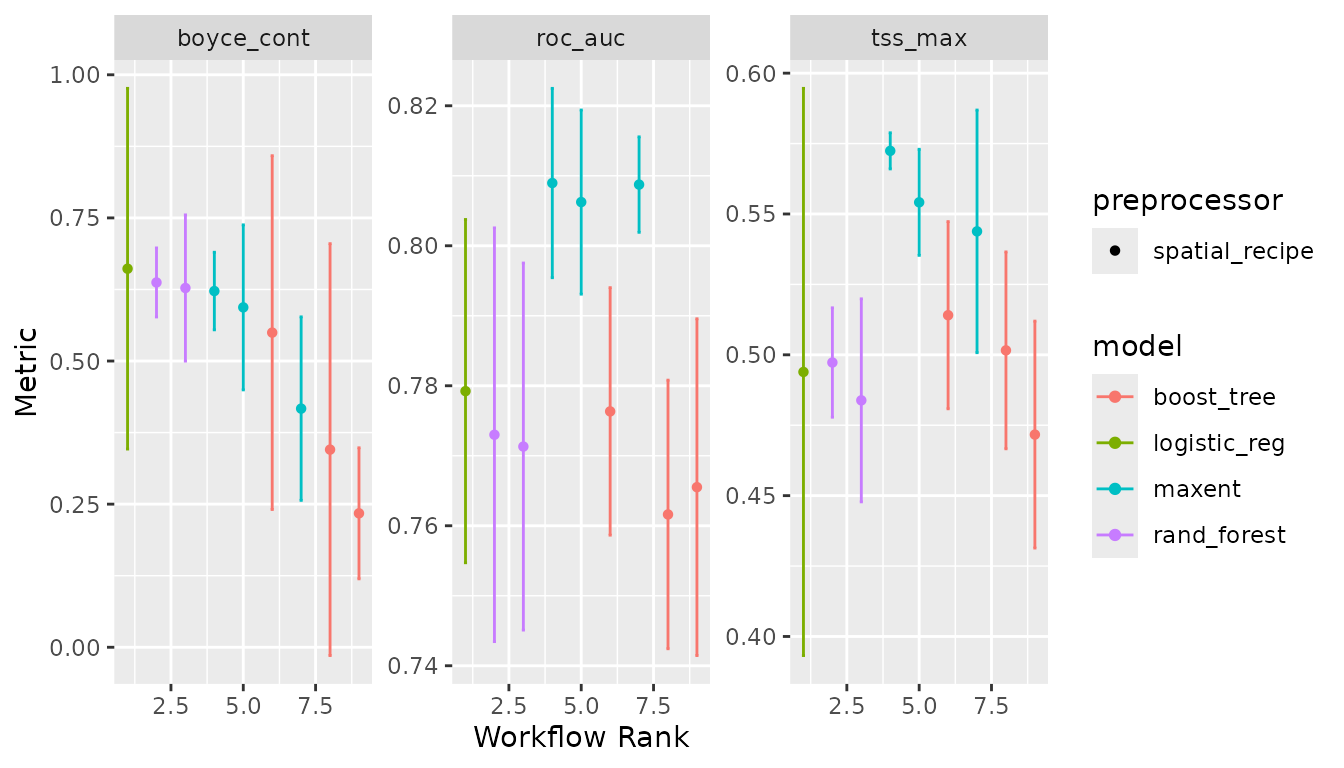 boyce_cont
roc_auc
tss_max
1.00
0.75
0.50
0.25
0.00
0.82
0.80
0.78
0.76
0.74
0.60
0.55
0.50
0.45
0.40
2.5 5.0 7.5
2.5 5.0 7.5
2.5 5.0 7.5
Metric
Workflow Rank
preprocessor
spatial_recipe
model
boost_tree
logistic_reg
maxent
rand_forest